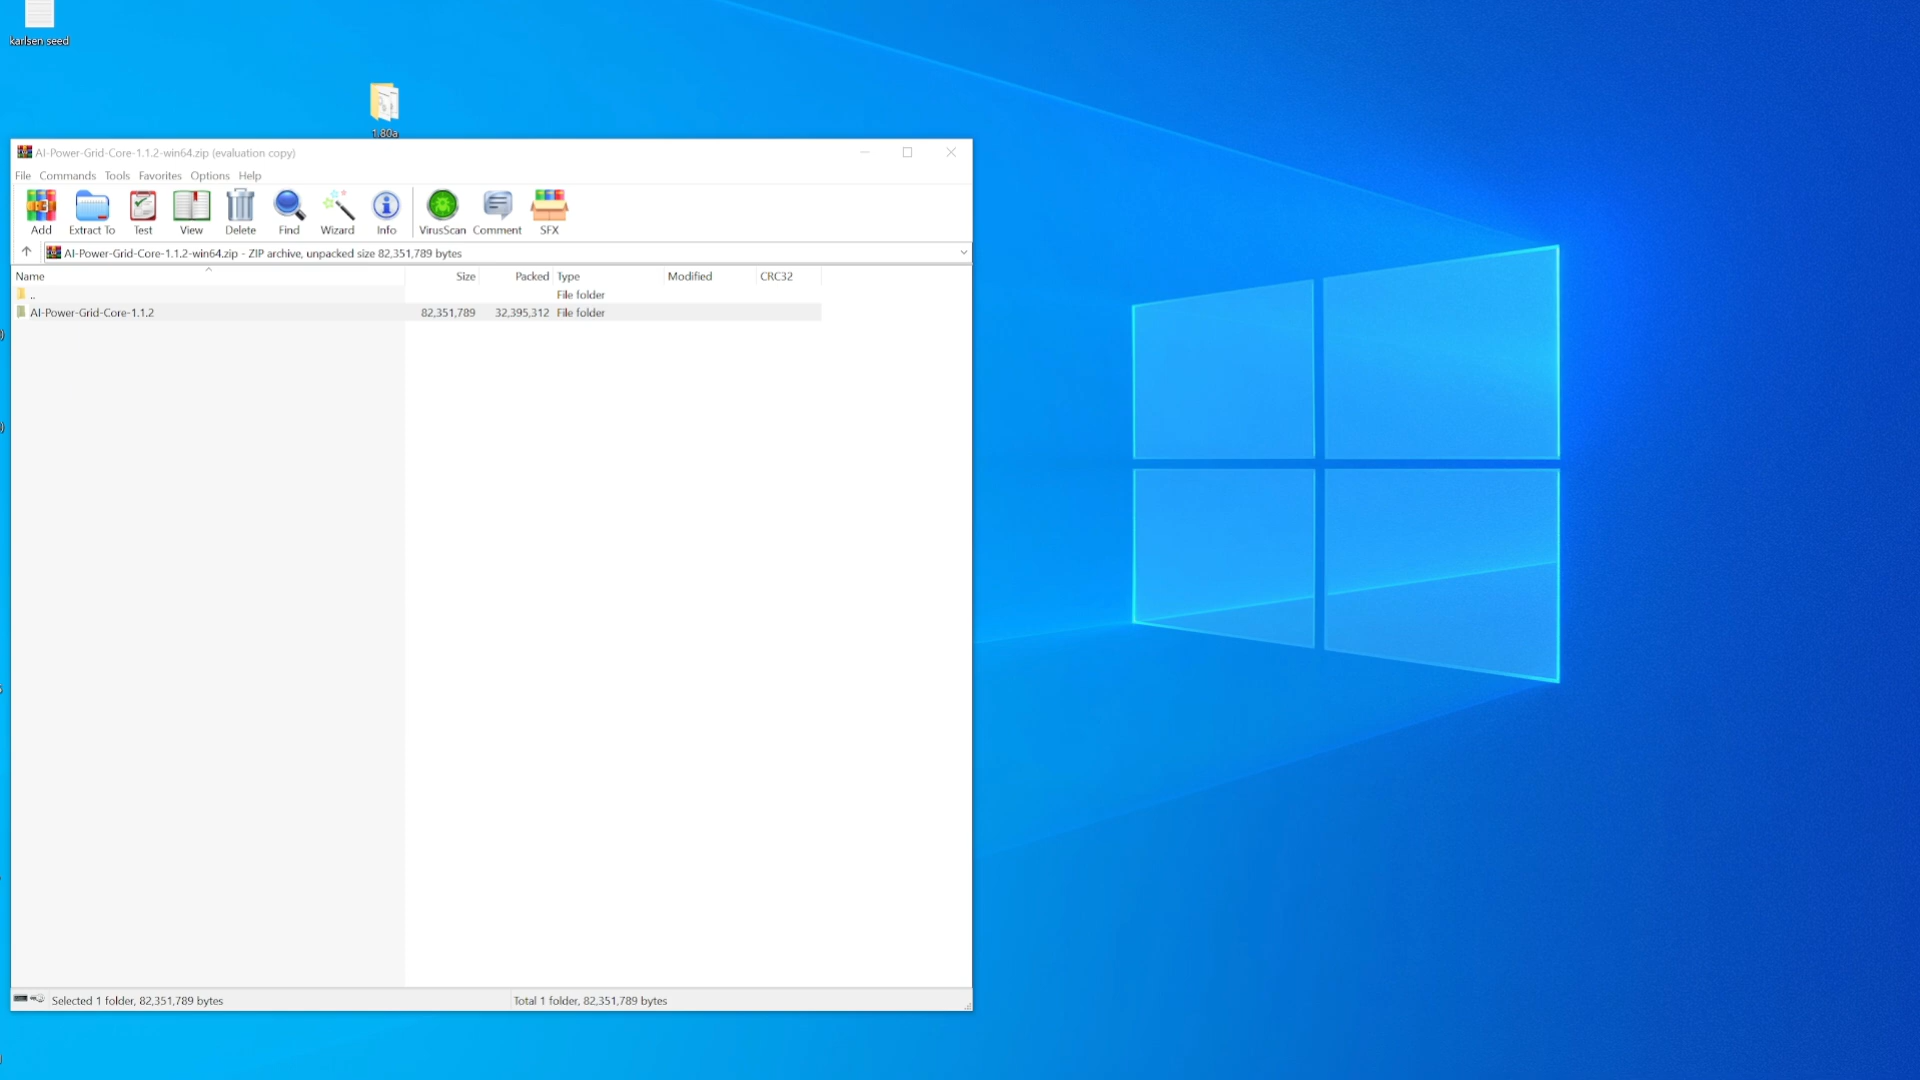 karlsen seed
1.80a
AI-Power-Grid-Core-1.1.2-win64.zip (evaluation copy)
File Commands Tools Favorites Options Help
Add Extract To Test View Delete Find Wizard Info VirusScan Comment SFX
AI-Power-Grid-Core-1.1.2-win64.zip - ZIP archive, unpacked size 82,351,789 bytes
Name Size Packed Type Modified CRC32
.. File folder
AI-Power-Grid-Core-1.1.2 82,351,789 32,395,312 File folder
Selected 1 folder, 82,351,789 bytes Total 1 folder, 82,351,789 bytes